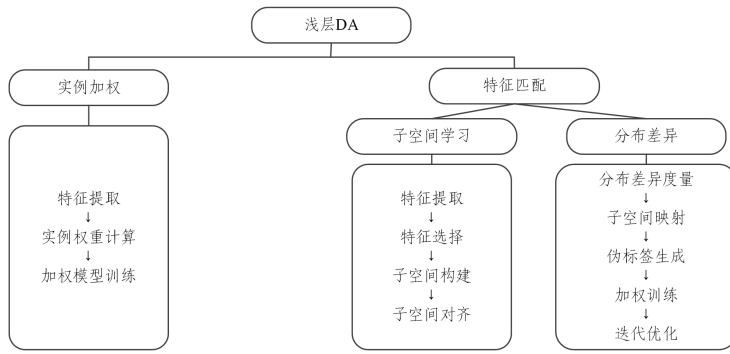 浅层DA
实例加权
特征匹配
子空间学习
分布差异
特征提取
↓
实例权重计算
↓
加权模型训练
特征提取
↓
特征选择
↓
子空间构建
↓
子空间对齐
分布差异度量
↓
子空间映射
↓
伪标签生成
↓
加权训练
↓
迭代优化